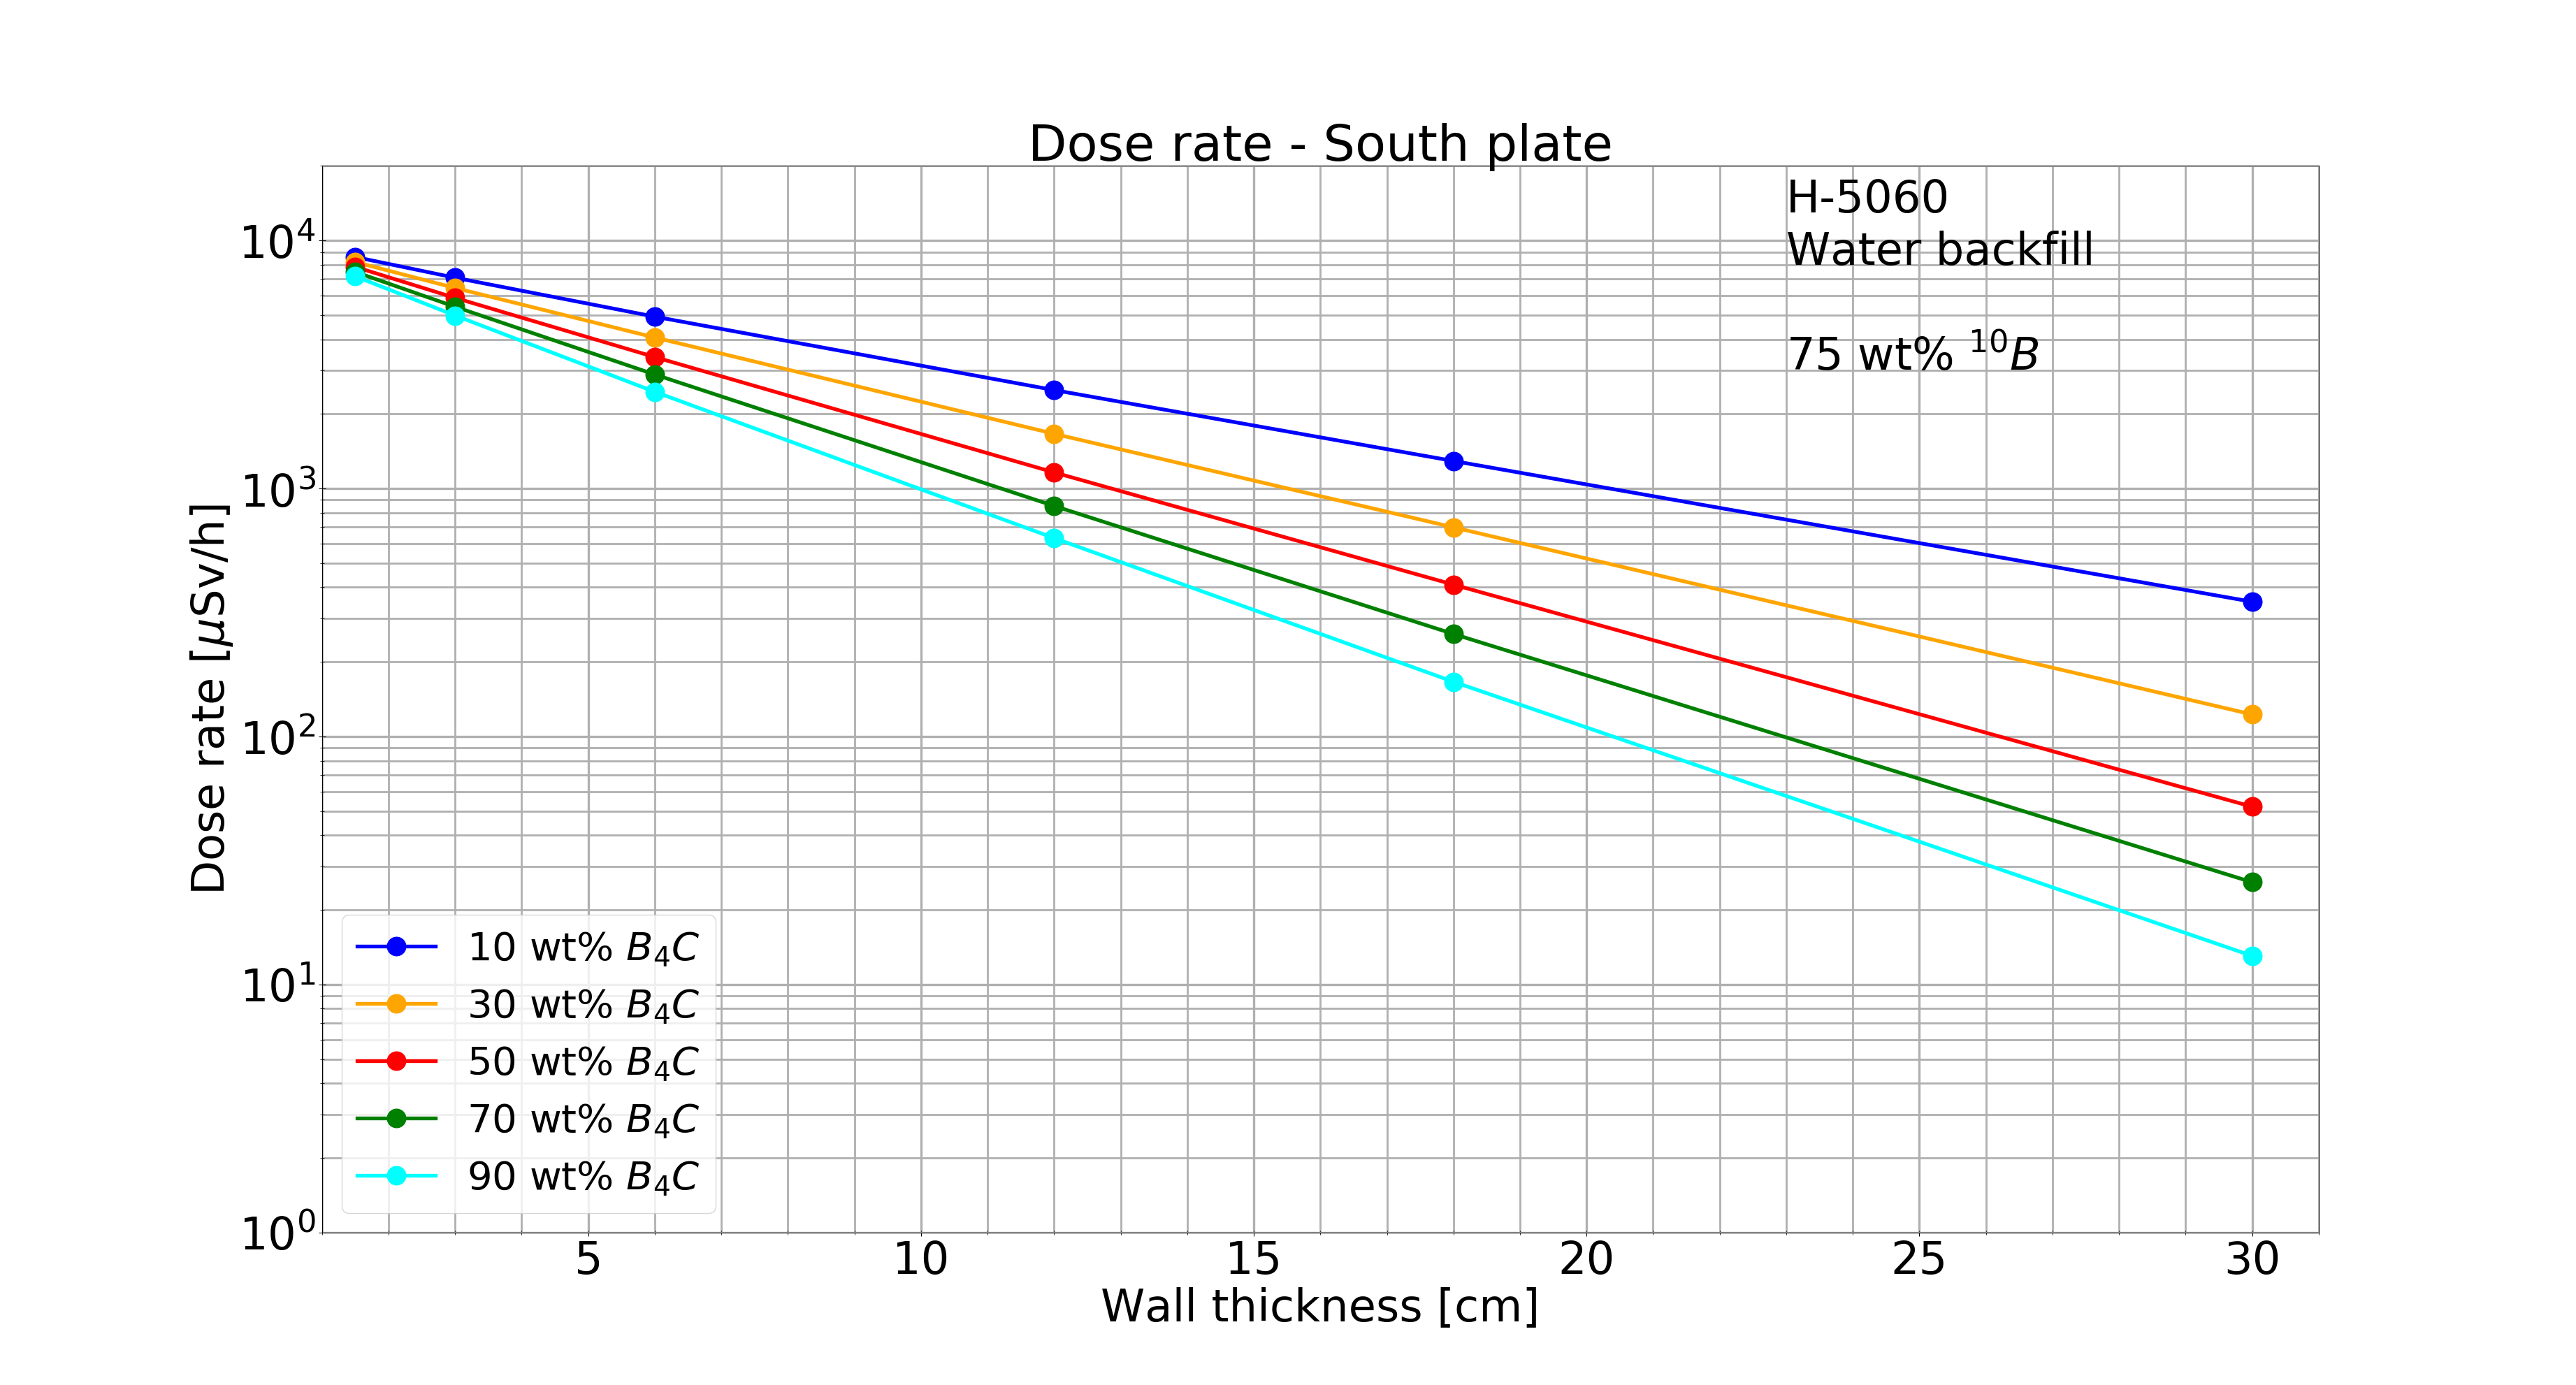 Dose rate - South plate
H-5060
Water backfill
75 wt% ¹⁰B
Dose rate [μSv/h]
10⁴
10³
10²
10¹
10⁰
10 wt% B₄C
30 wt% B₄C
50 wt% B₄C
70 wt% B₄C
90 wt% B₄C
5 10 15 20 25 30
Wall thickness [cm]